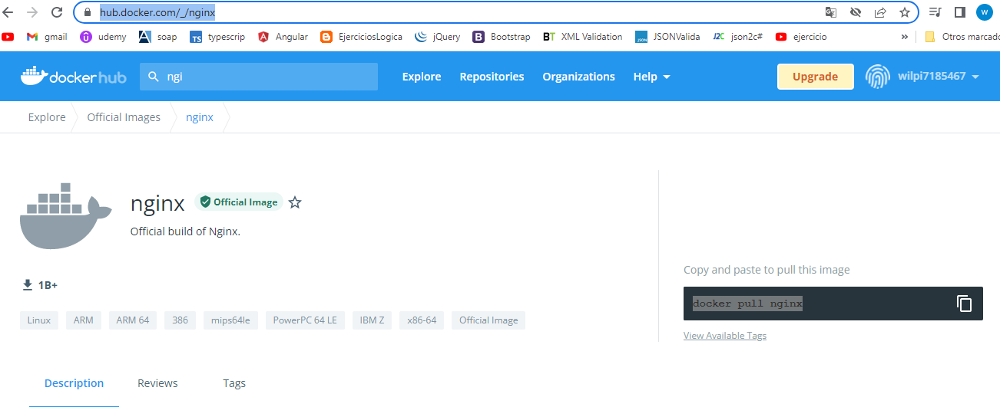 hub.docker.com/_/nginx
gmail udemy soap typescrip Angular EjerciciosLogica jQuery Bootstrap XML Validation JSONValida json2c# ejercicio » Otros marcado
dockerhub ngi Explore Repositories Organizations Help Upgrade wilpi7185467
Explore Official Images nginx
nginx Official Image
Official build of Nginx.
Copy and paste to pull this image
1B+
docker pull nginx
Linux ARM ARM 64 386 mips64le PowerPC 64 LE IBM Z x86-64 Official Image
View Available Tags
Description Reviews Tags